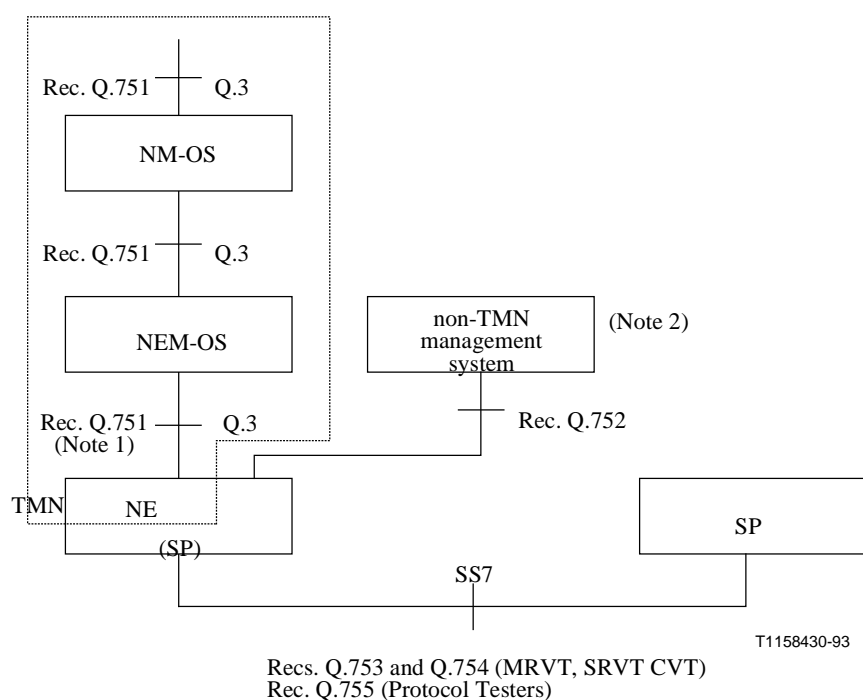 Rec. Q.751 Q.3
NM-OS
Rec. Q.751 Q.3
NEM-OS
non-TMN
management
system
(Note 2)
Rec. Q.751 Q.3
(Note 1)
Rec. Q.752
TMN
NE
(SP)
SP
SS7
T1158430-93
Recs. Q.753 and Q.754 (MRVT, SRVT CVT)
Rec. Q.755 (Protocol Testers)